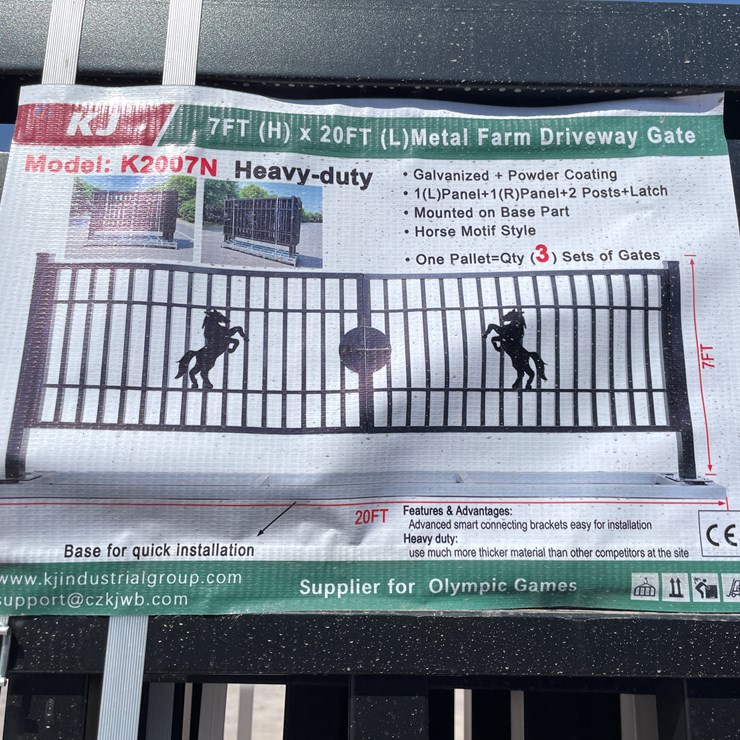 KJ
7FT (H) x 20FT (L)Metal Farm Driveway Gate
Model: K2007N Heavy-duty
• Galvanized + Powder Coating
• 1(L)Panel+1(R)Panel+2 Posts+Latch
• Mounted on Base Part
• Horse Motif Style
• One Pallet=Qty (3) Sets of Gates
7FT
20FT
Features & Advantages:
Advanced smart connecting brackets easy for installation
Heavy duty:
use much more thicker material than other competitors at the site
CE
Base for quick installation
www.kjindustrialgroup.com
support@czkjwb.com
Supplier for Olympic Games